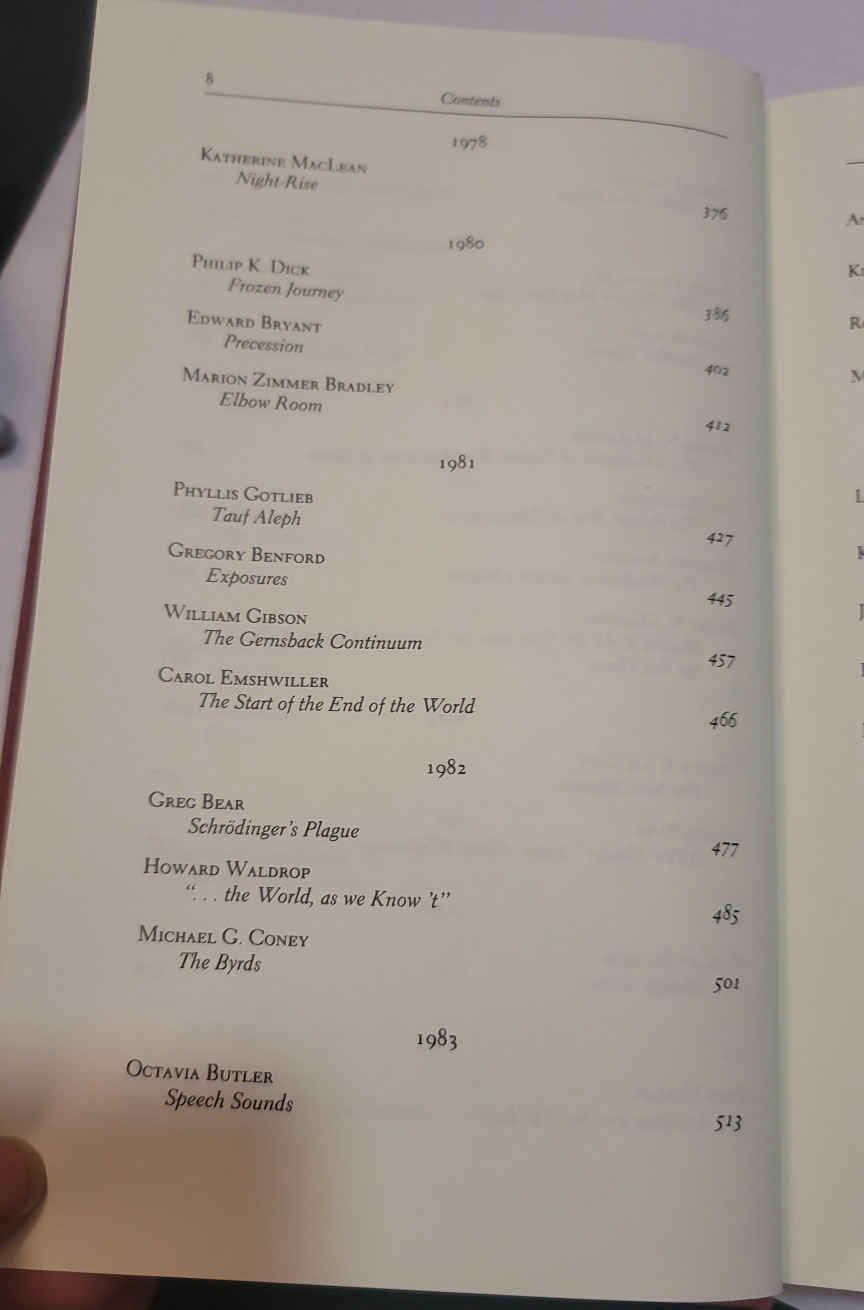 8
Contents
1978
Katherine MacLean
Night-Rise
376
1980
Philip K. Dick
Frozen Journey
386
Edward Bryant
Precession
402
Marion Zimmer Bradley
Elbow Room
412
1981
Phyllis Gotlieb
Tauf Aleph
427
Gregory Benford
Exposures
445
William Gibson
The Gernsback Continuum
457
Carol Emshwiller
The Start of the End of the World
466
1982
Greg Bear
Schrödinger's Plague
477
Howard Waldrop
“. . . the World, as we Know 't”
485
Michael G. Coney
The Byrds
501
1983
Octavia Butler
Speech Sounds
513